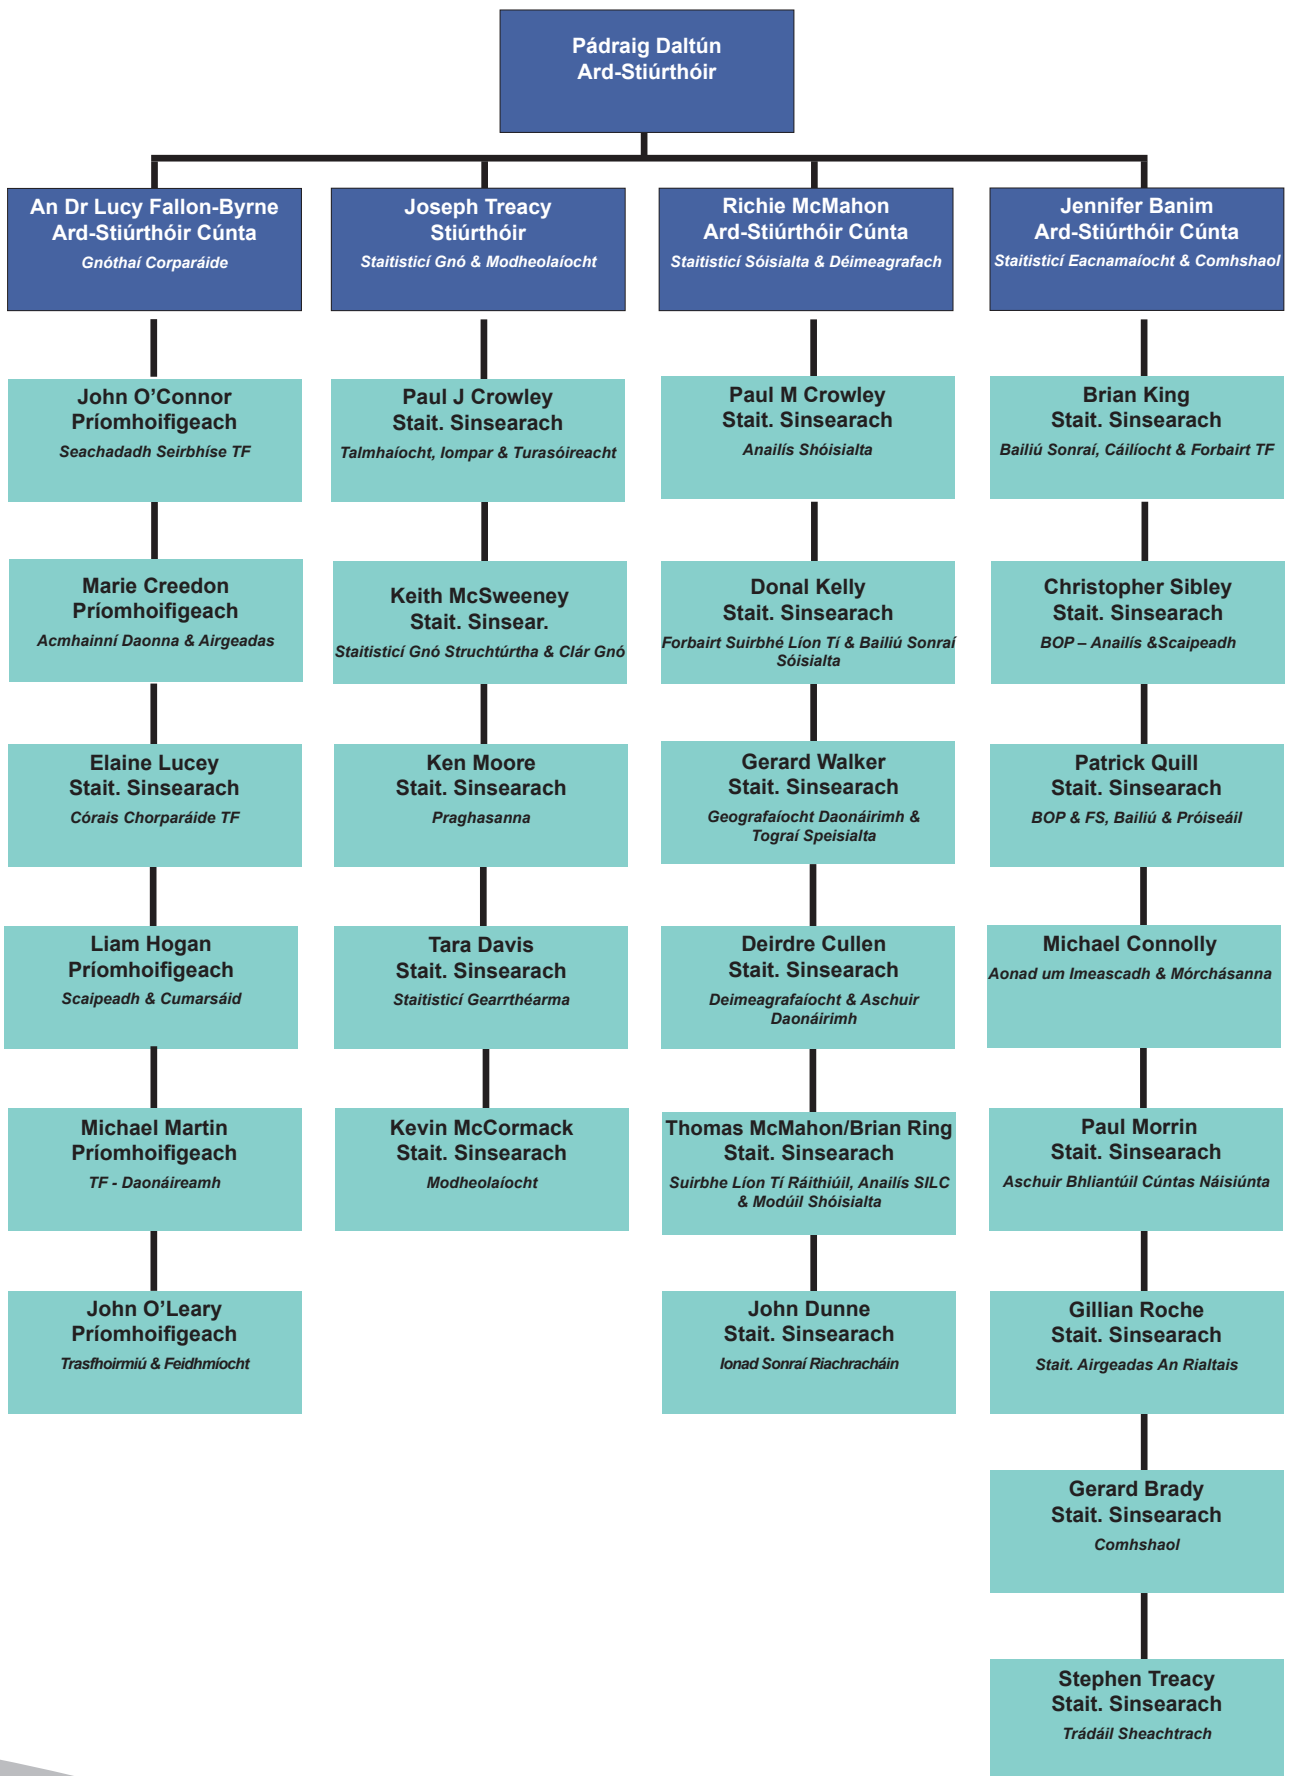 Pádraig Daltún
Ard-Stiúrthóir
An Dr Lucy Fallon-Byrne
Ard-Stiúrthóir Cúnta
Gnóthaí Corparáide
John O’Connor
Príomhoifigeach
Seachadadh Seirbhíse TF
Marie Creedon
Príomhoifigeach
Acmhainní Daonna & Airgeadas
Elaine Lucey
Stait. Sinsearach
Córais Chorparáide TF
Liam Hogan
Príomhoifigeach
Scaipeadh & Cumarsáid
Michael Martin
Príomhoifigeach
TF - Daonáireamh
John O’Leary
Príomhoifigeach
Trasfhoirmiú & Feidhmíocht
Joseph Treacy
Stiúrthóir
Staitisticí Gnó & Modheolaíocht
Paul J Crowley
Stait. Sinsearach
Talmhaíocht, Iompar & Turasóireacht
Keith McSweeney
Stait. Sinsear.
Staitisticí Gnó Struchtúrtha & Clár Gnó
Ken Moore
Stait. Sinsearach
Praghasanna
Tara Davis
Stait. Sinsearach
Staitisticí Gearrthéarma
Kevin McCormack
Stait. Sinsearach
Modheolaíocht
Richie McMahon
Ard-Stiúrthóir Cúnta
Staitisticí Sóisialta & Déimeagrafach
Paul M Crowley
Stait. Sinsearach
Anailís Shóisialta
Donal Kelly
Stait. Sinsearach
Forbairt Suirbhé Líon Tí & Bailiú Sonraí
Sóisialta
Gerard Walker
Stait. Sinsearach
Geografaíocht Daonáirimh &
Tograí Speisialta
Deirdre Cullen
Stait. Sinsearach
Deimeagrafaíocht & Aschuir
Daonáirimh
Thomas McMahon/Brian Ring
Stait. Sinsearach
Suirbhe Líon Tí Ráithiúil, Anailís SILC
& Modúil Shóisialta
John Dunne
Stait. Sinsearach
Ionad Sonraí Riachracháin
Jennifer Banim
Ard-Stiúrthóir Cúnta
Staitisticí Eacnamaíocht & Comhshaol
Brian King
Stait. Sinsearach
Bailiú Sonraí, Cáilíocht & Forbairt TF
Christopher Sibley
Stait. Sinsearach
BOP – Anailís &Scaipeadh
Patrick Quill
Stait. Sinsearach
BOP & FS, Bailiú & Próiseáil
Michael Connolly
Aonad um Imeascadh & Mórchásanna
Paul Morrin
Stait. Sinsearach
Aschuir Bhliantúil Cúntas Náisiúnta
Gillian Roche
Stait. Sinsearach
Stait. Airgeadas An Rialtais
Gerard Brady
Stait. Sinsearach
Comhshaol
Stephen Treacy
Stait. Sinsearach
Trádáil Sheachtrach